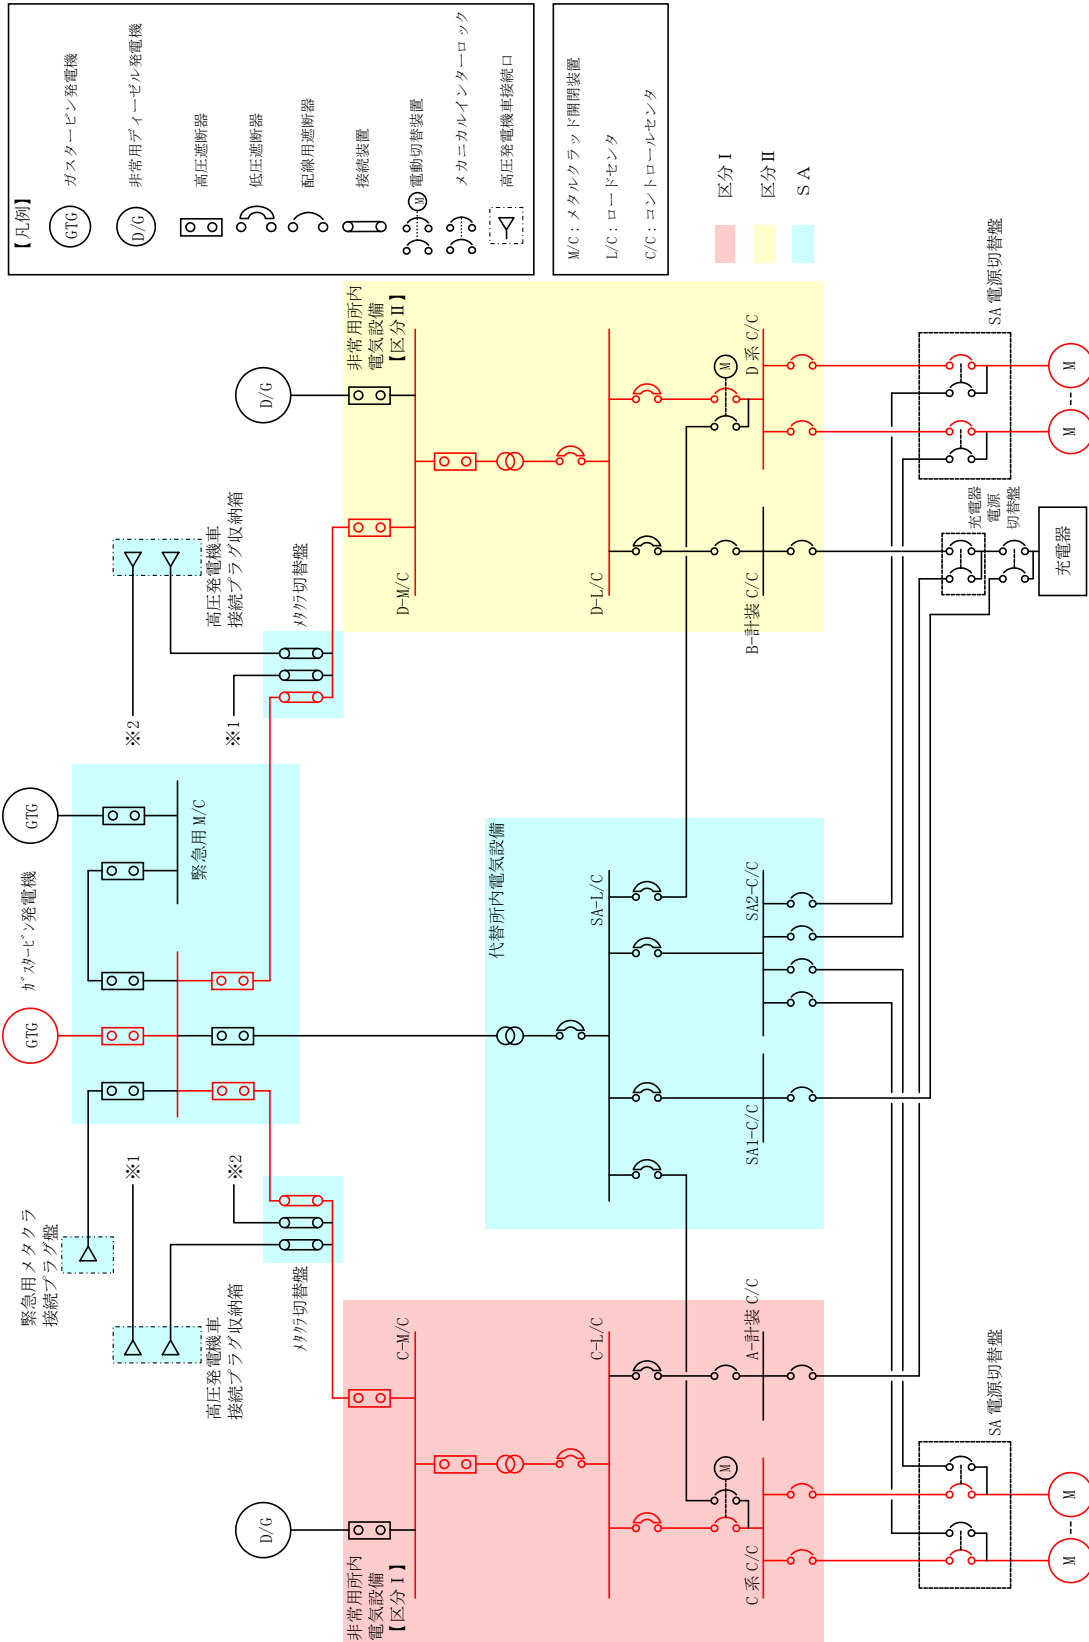 【凡例】
GTG
ガスタービン発電機
D/G
非常用ディーゼル発電機
高圧遮断器
低圧遮断器
配線用遮断器
接続装置
M
電動切替装置
メカニカルインターロック
高圧発電機車接続口
M/C：メタルクラッド開閉装置
L/C：ロードセンタ
C/C：コントロールセンタ
区分Ⅰ
区分Ⅱ
ＳＡ
緊急用メタクラ
接続プラグ盤
ｶﾞｽﾀｰﾋﾞﾝ発電機
GTG
GTG
緊急用 M/C
※1
※2
高圧発電機車
接続プラグ収納箱
ﾒﾀｸﾗ切替盤
※2
※1
高圧発電機車
接続プラグ収納箱
ﾒﾀｸﾗ切替盤
D/G
非常用所内
電気設備
【区分Ⅰ】
C-M/C
C-L/C
M
C 系 C/C
A-計装 C/C
代替所内電気設備
SA-L/C
SA1-C/C
SA2-C/C
D/G
非常用所内
電気設備
【区分Ⅱ】
D-M/C
D-L/C
M
B-計装 C/C
D 系 C/C
SA 電源切替盤
M
M
充電器
電源
切替盤
充電器
SA 電源切替盤
M
M